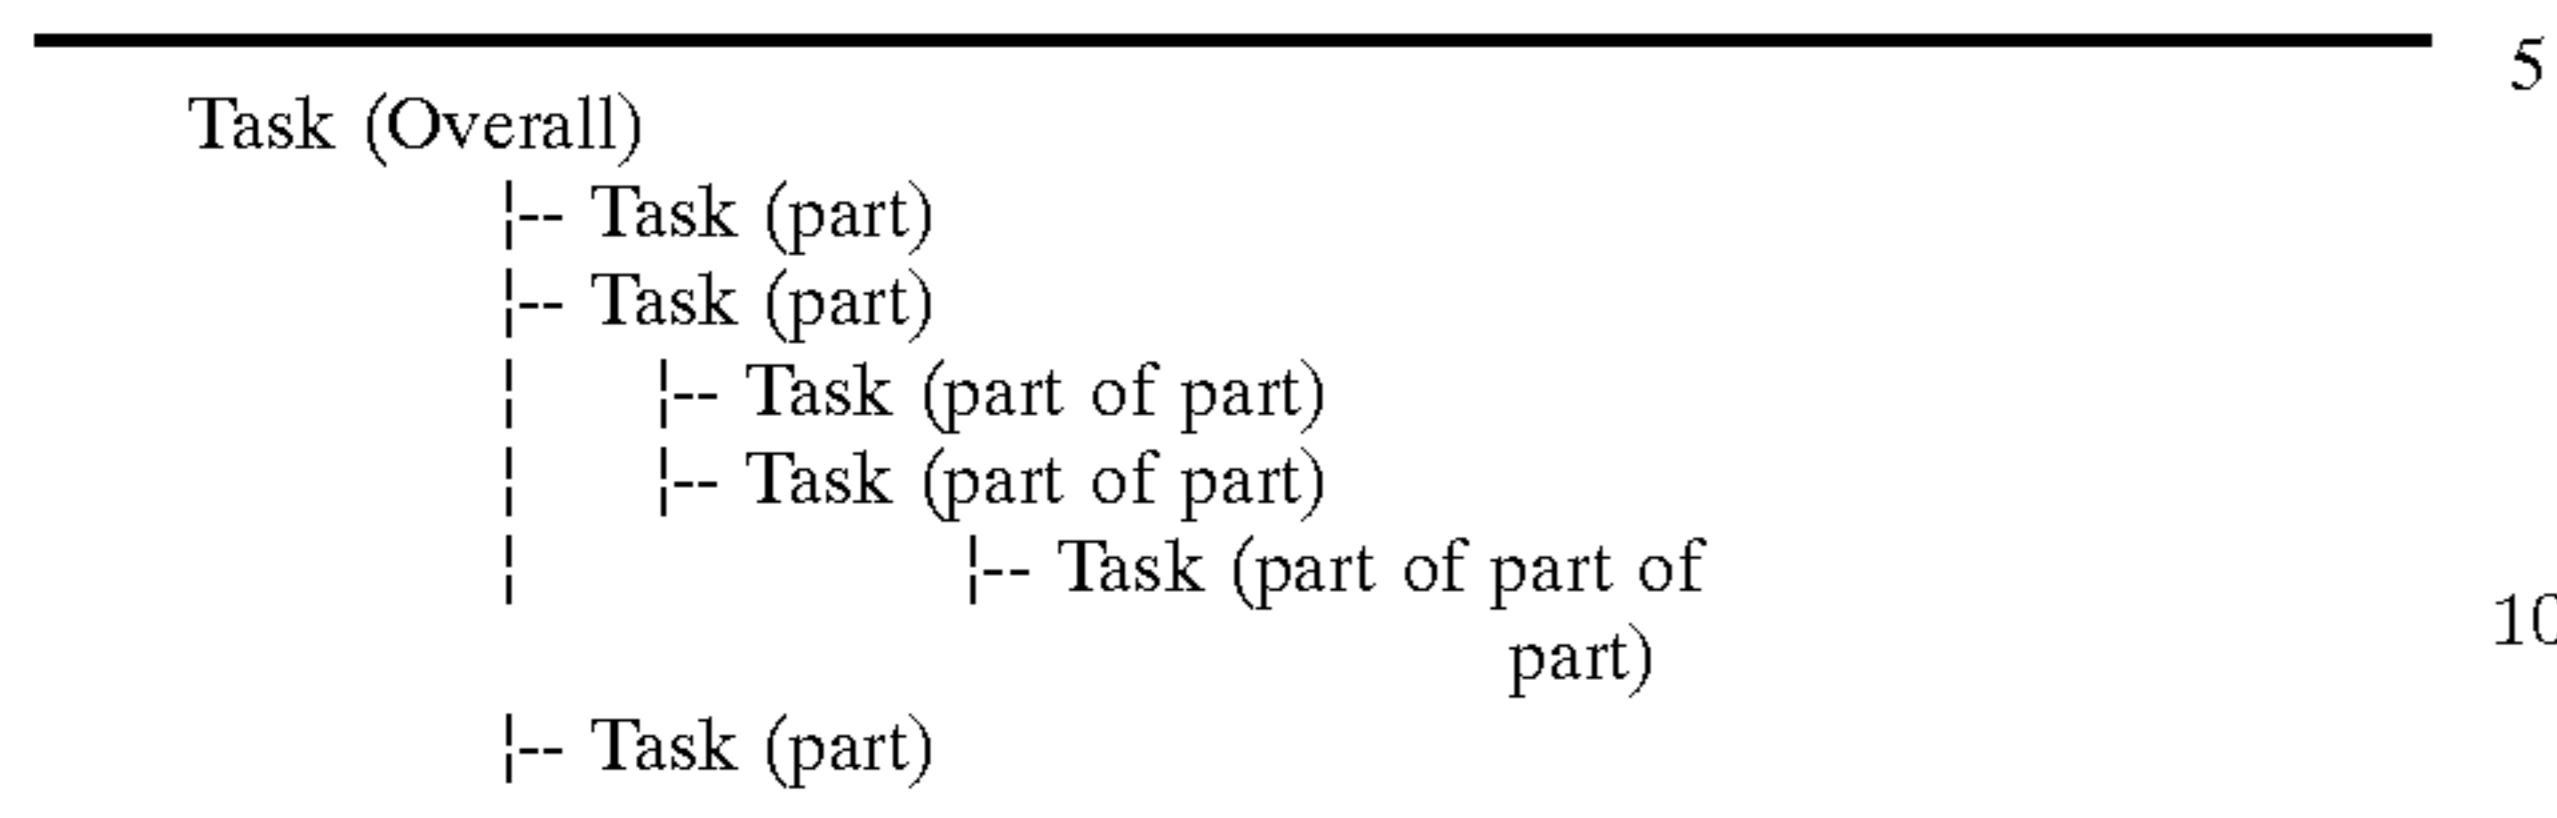 5
Task (Overall)
¦-- Task (part)
¦-- Task (part)
¦ ¦-- Task (part of part)
¦ ¦-- Task (part of part)
¦ ¦-- Task (part of part of
10
part)
¦-- Task (part)